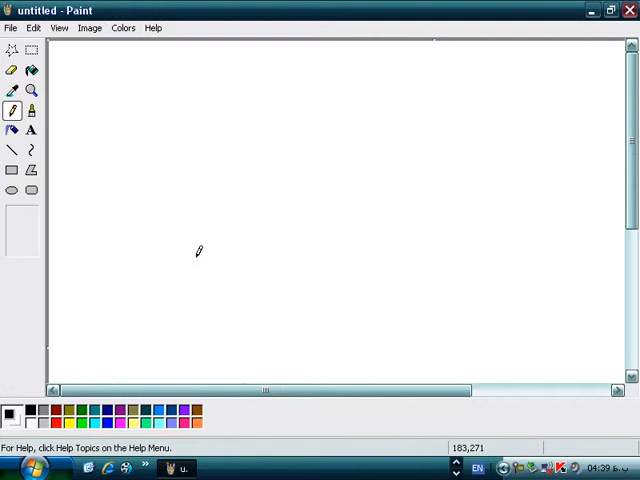 untitled - Paint
File Edit View Image Colors Help
A
For Help, click Help Topics on the Help Menu.
183,271
u.
EN
04:39 ع.ب